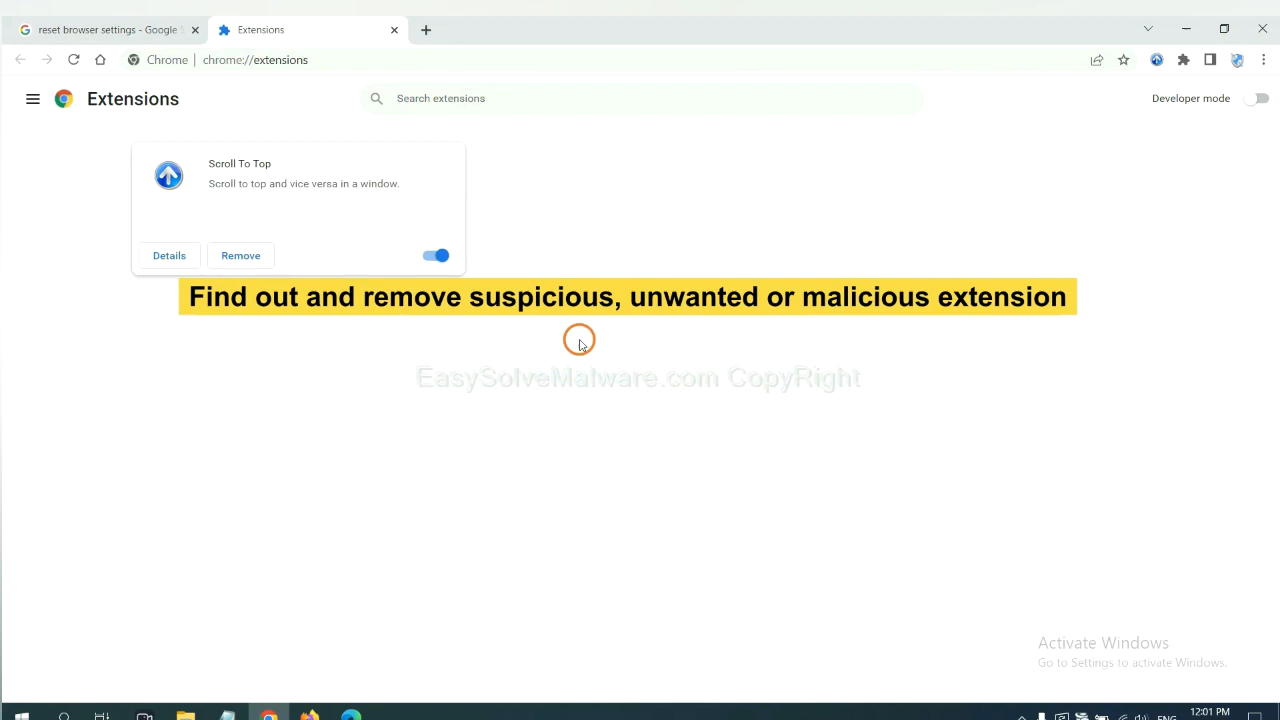 reset browser settings - Google
Extensions
Chrome
chrome://extensions
Extensions
Search extensions
Developer mode
Scroll To Top
Scroll to top and vice versa in a window.
Details
Remove
Find out and remove suspicious, unwanted or malicious extension
EasySolveMalware.com CopyRight
Activate Windows
Go to Settings to activate Windows.
12:01 PM
ENG